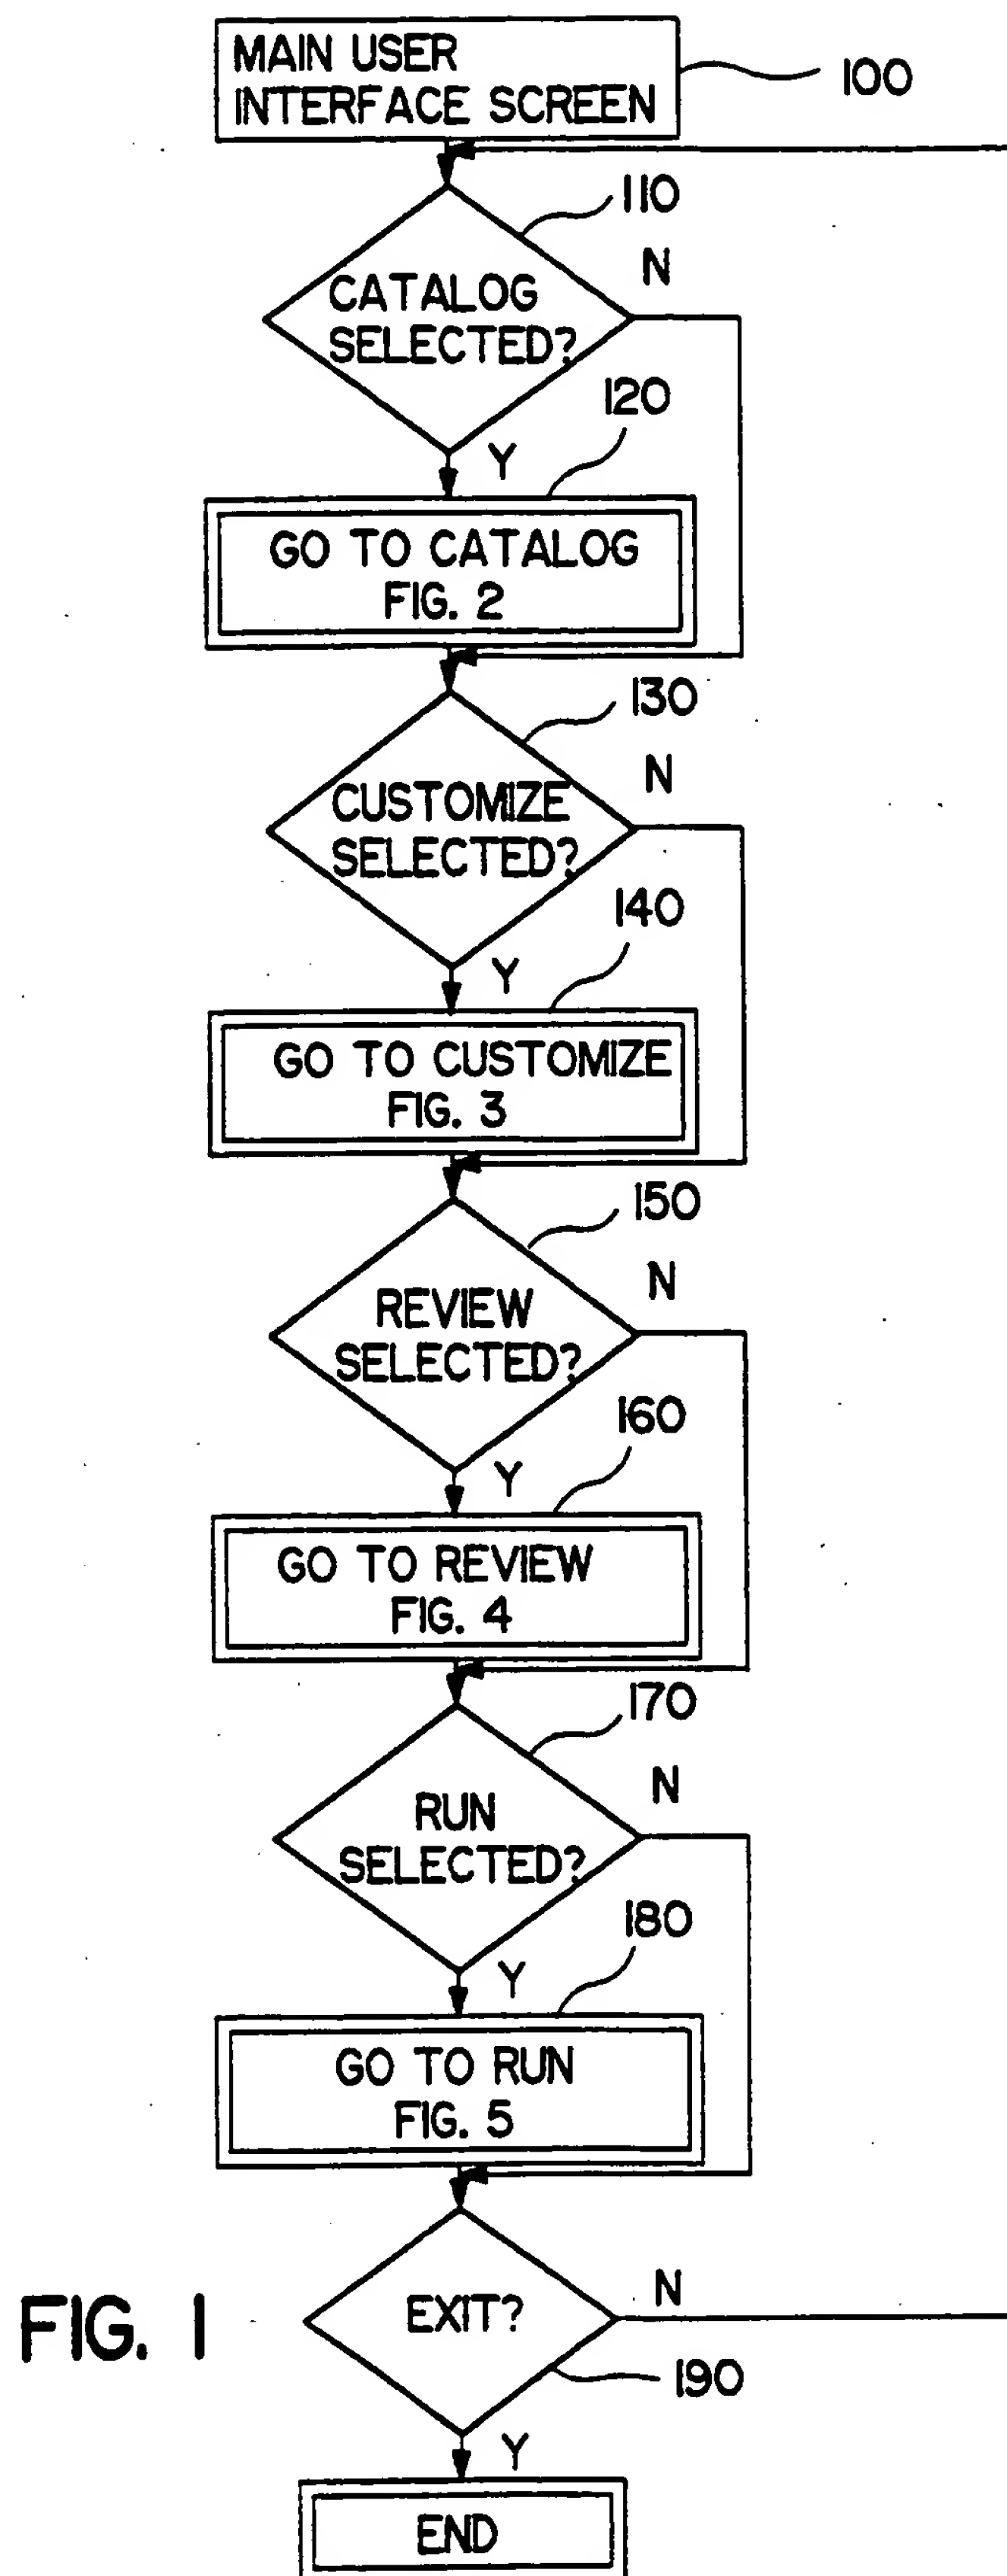 MAIN USER
INTERFACE SCREEN
100
110
N
CATALOG
SELECTED?
120
Y
GO TO CATALOG
FIG. 2
130
N
CUSTOMIZE
SELECTED?
140
Y
GO TO CUSTOMIZE
FIG. 3
150
N
REVIEW
SELECTED?
160
Y
GO TO REVIEW
FIG. 4
170
N
RUN
SELECTED?
180
Y
GO TO RUN
FIG. 5
N
EXIT?
FIG. 1
190
Y
END